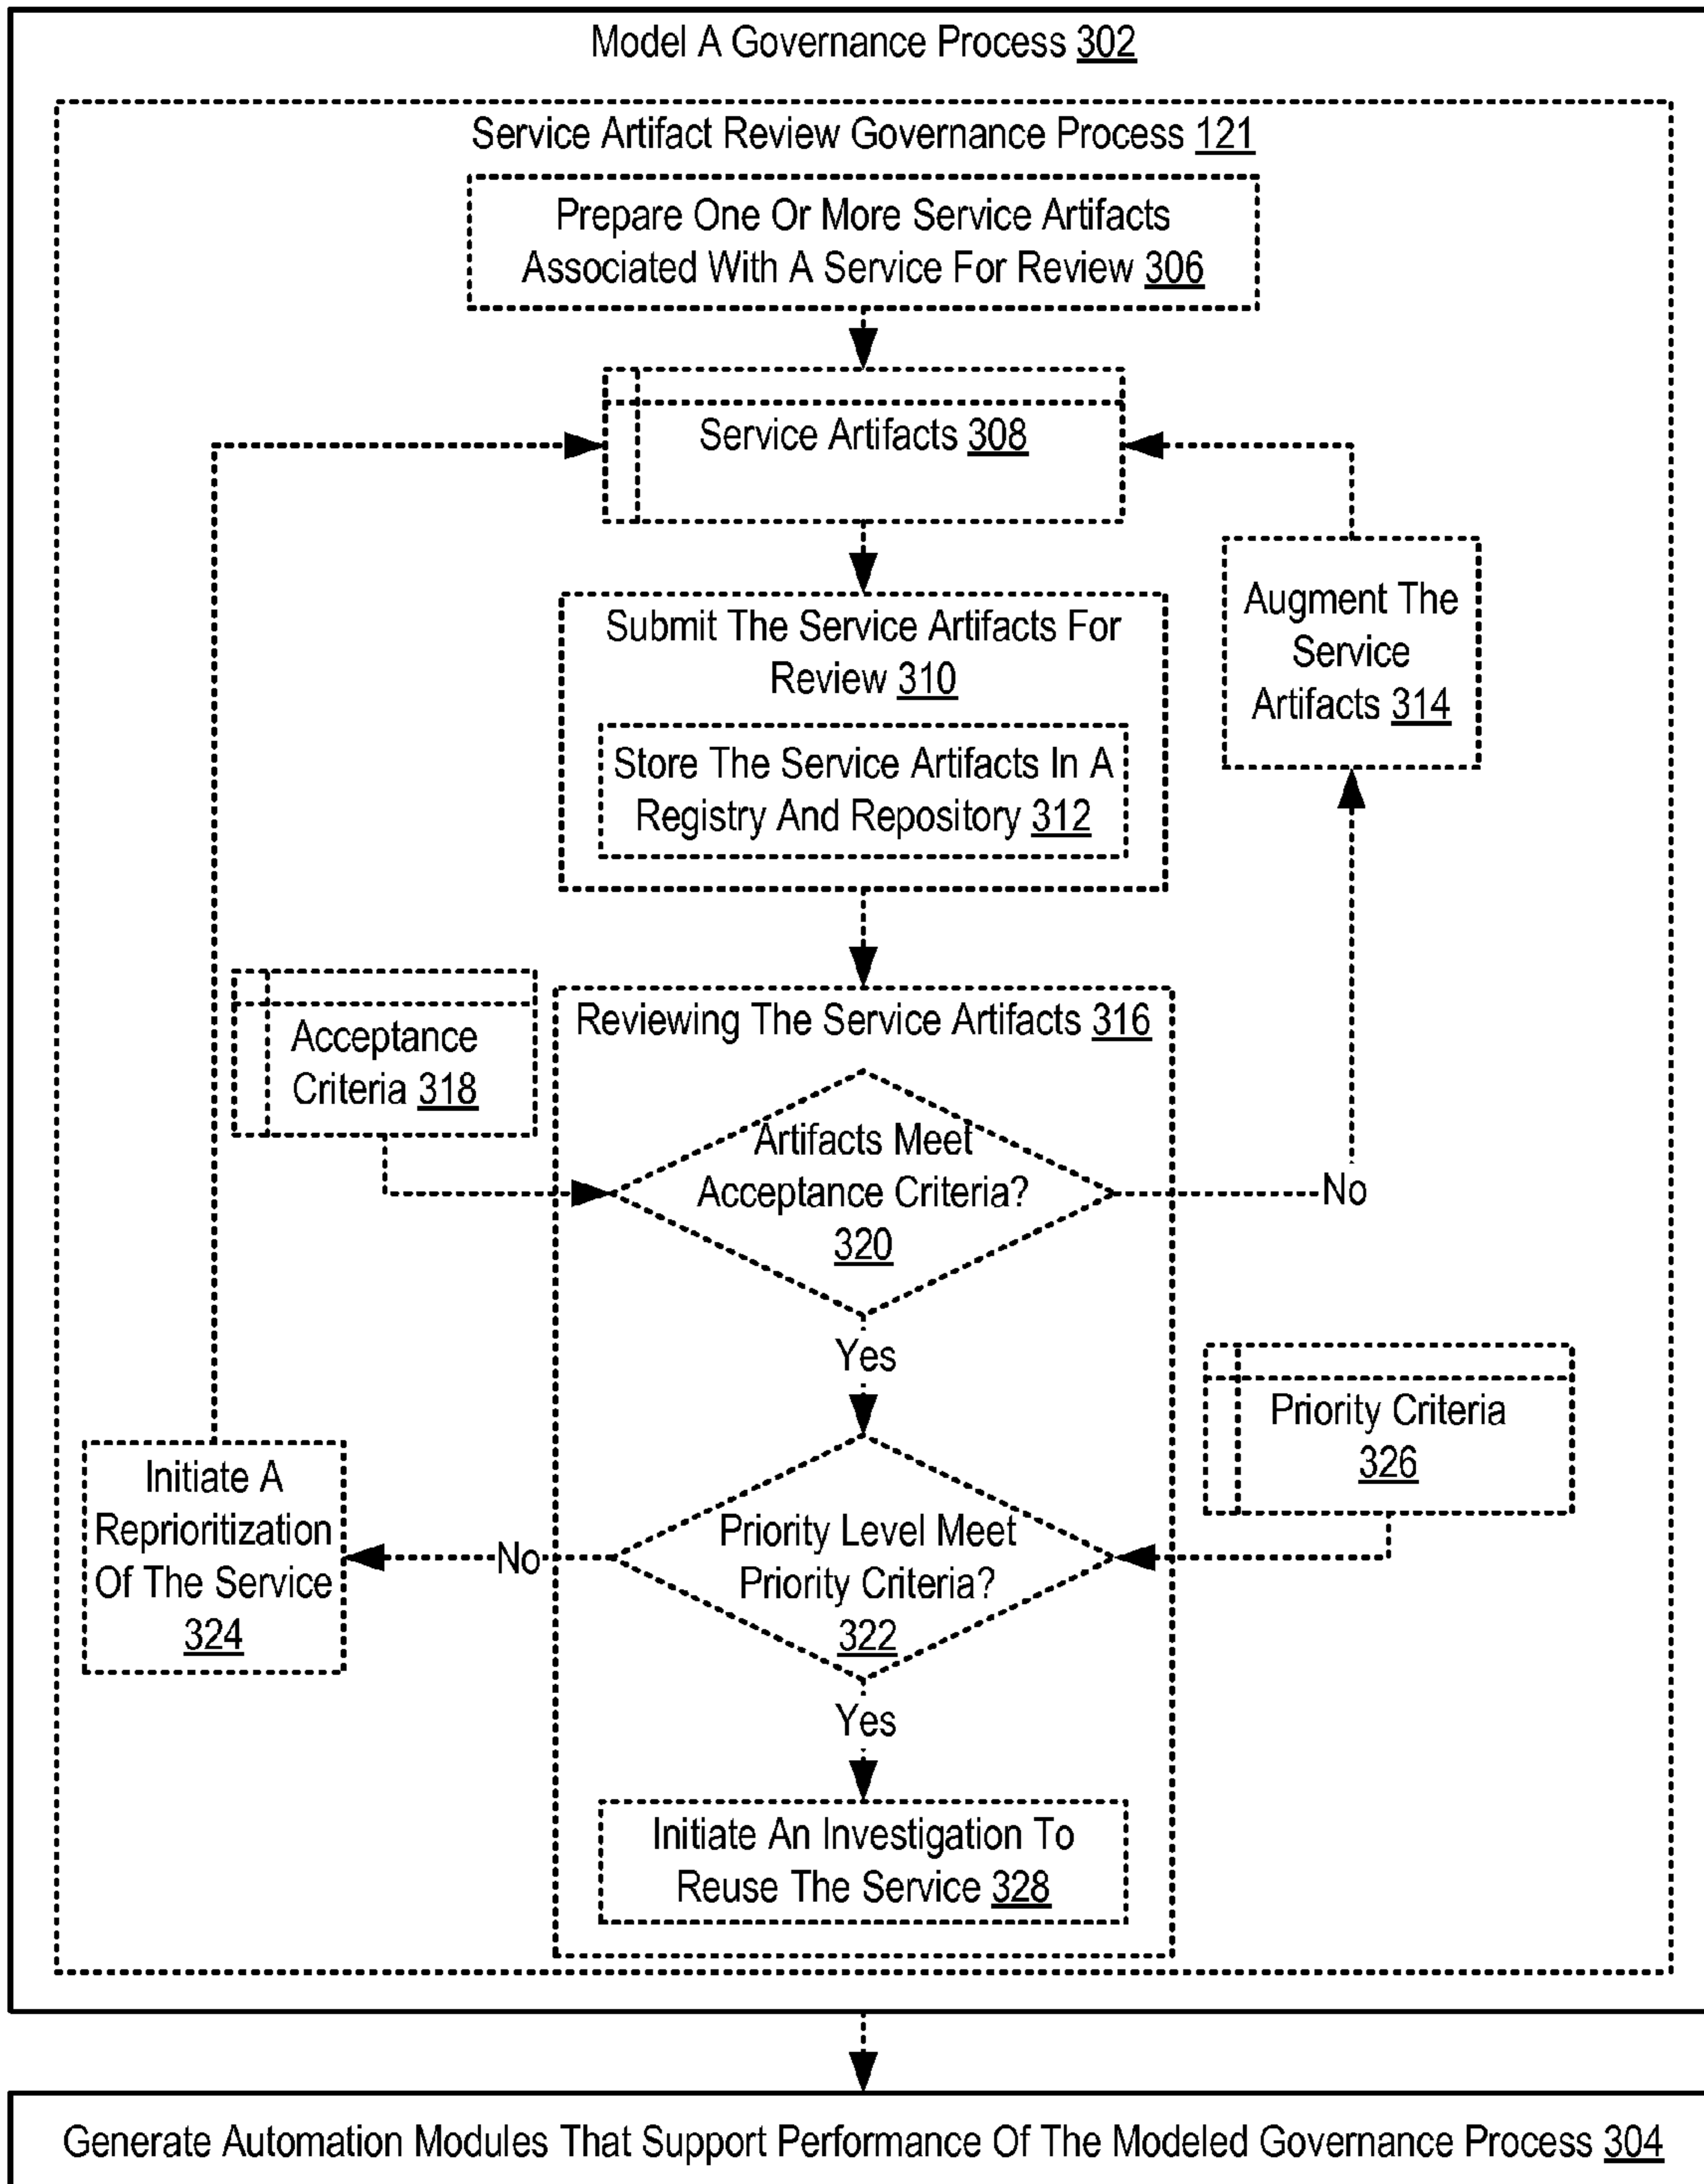 Model A Governance Process 302
Service Artifact Review Governance Process 121
Prepare One Or More Service Artifacts
Associated With A Service For Review 306
Service Artifacts 308
Submit The Service Artifacts For
Review 310
Store The Service Artifacts In A
Registry And Repository 312
Augment The
Service
Artifacts 314
Acceptance
Criteria 318
Reviewing The Service Artifacts 316
Artifacts Meet
Acceptance Criteria?
320
No
Yes
Priority Criteria
326
Initiate A
Reprioritization
Of The Service
324
No
Priority Level Meet
Priority Criteria?
322
Yes
Initiate An Investigation To
Reuse The Service 328
Generate Automation Modules That Support Performance Of The Modeled Governance Process 304